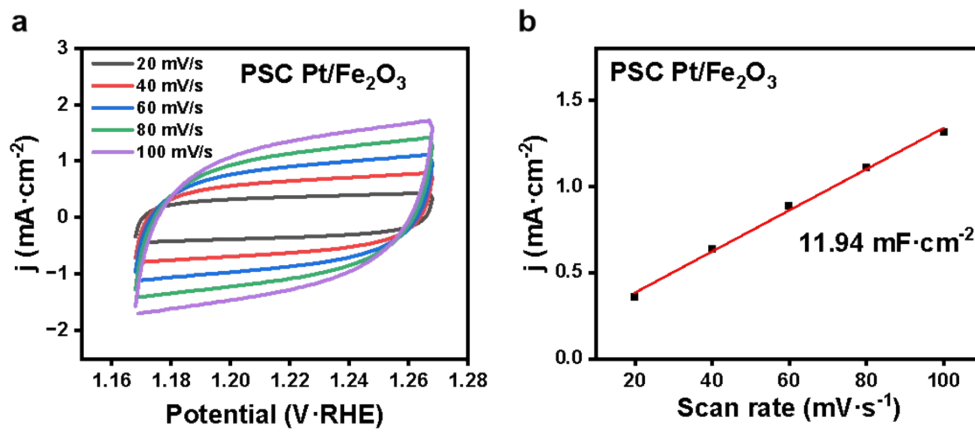 a
PSC Pt/Fe₂O₃
20 mV/s
40 mV/s
60 mV/s
80 mV/s
100 mV/s
3
2
1
0
−1
−2
j (mA·cm⁻²)
1.16 1.18 1.20 1.22 1.24 1.26 1.28
Potential (V·RHE)
b
PSC Pt/Fe₂O₃
1.5
1.0
0.5
0.0
j (mA·cm⁻²)
11.94 mF·cm⁻²
20 40 60 80 100
Scan rate (mV·s⁻¹)